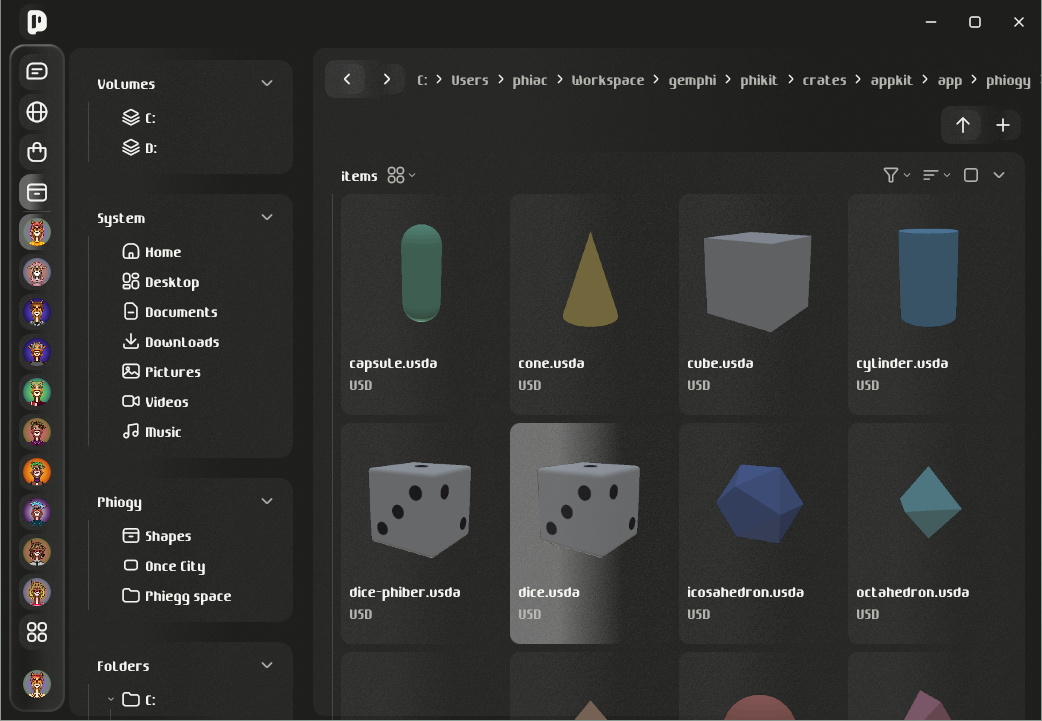 Volumes
C:
D:
System
Home
Desktop
Documents
Downloads
Pictures
Videos
Music
Phiogy
Shapes
Once City
Phiegg space
Folders
C:
C: > Users > phiac > Workspace > gemphi > phikit > crates > appkit > app > phiogy
items
capsule.usda
USD
cone.usda
USD
cube.usda
USD
cylinder.usda
USD
dice-phiber.usda
USD
dice.usda
USD
icosahedron.usda
USD
octahedron.usda
USD